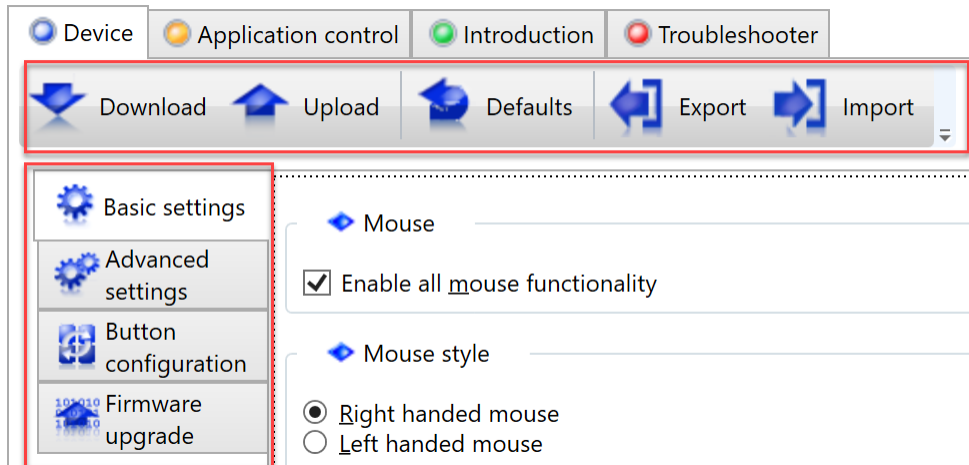 Device Application control Introduction Troubleshooter
Download Upload Defaults Export Import
Basic settings
Advanced
settings
Button
configuration
Firmware
upgrade
Mouse
Enable all mouse functionality
Mouse style
Right handed mouse
Left handed mouse